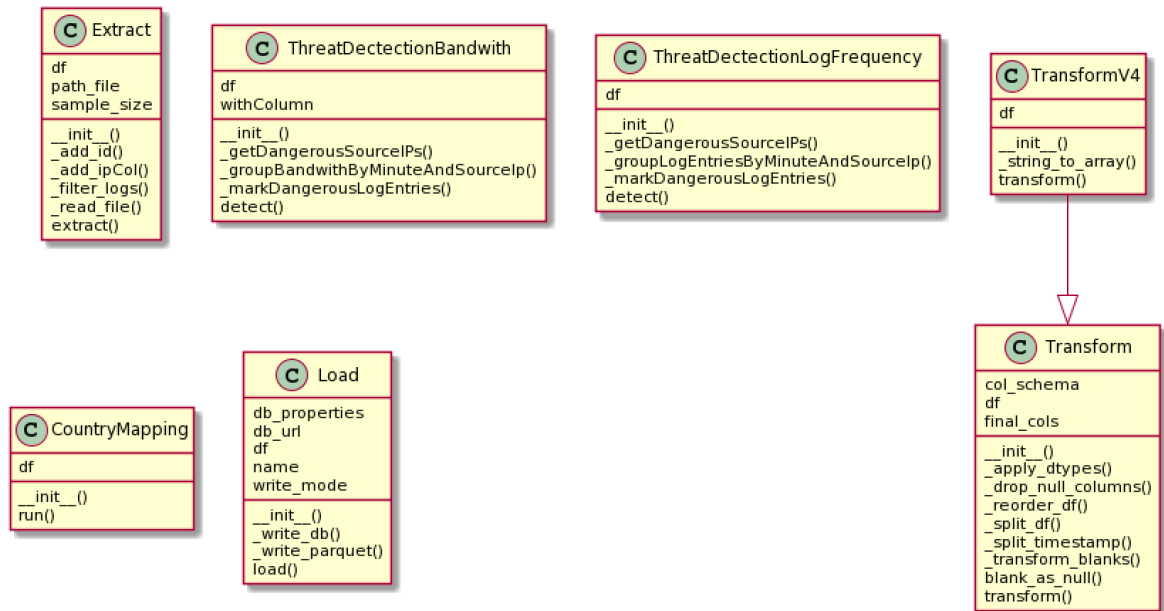 C Extract
df
path_file
sample_size
__init__()
_add_id()
_add_ipCol()
_filter_logs()
_read_file()
extract()
C ThreatDectectionBandwith
df
withColumn
__init__()
_getDangerousSourceIPs()
_groupBandwithByMinuteAndSourceIp()
_markDangerousLogEntries()
detect()
C ThreatDectectionLogFrequency
df
__init__()
_getDangerousSourceIPs()
_groupLogEntriesByMinuteAndSourceIp()
_markDangerousLogEntries()
detect()
C TransformV4
df
__init__()
_string_to_array()
transform()
C CountryMapping
df
__init__()
run()
C Load
db_properties
db_url
df
name
write_mode
__init__()
_write_db()
_write_parquet()
load()
C Transform
col_schema
df
final_cols
__init__()
_apply_dtypes()
_drop_null_columns()
_reorder_df()
_split_df()
_split_timestamp()
_transform_blanks()
blank_as_null()
transform()